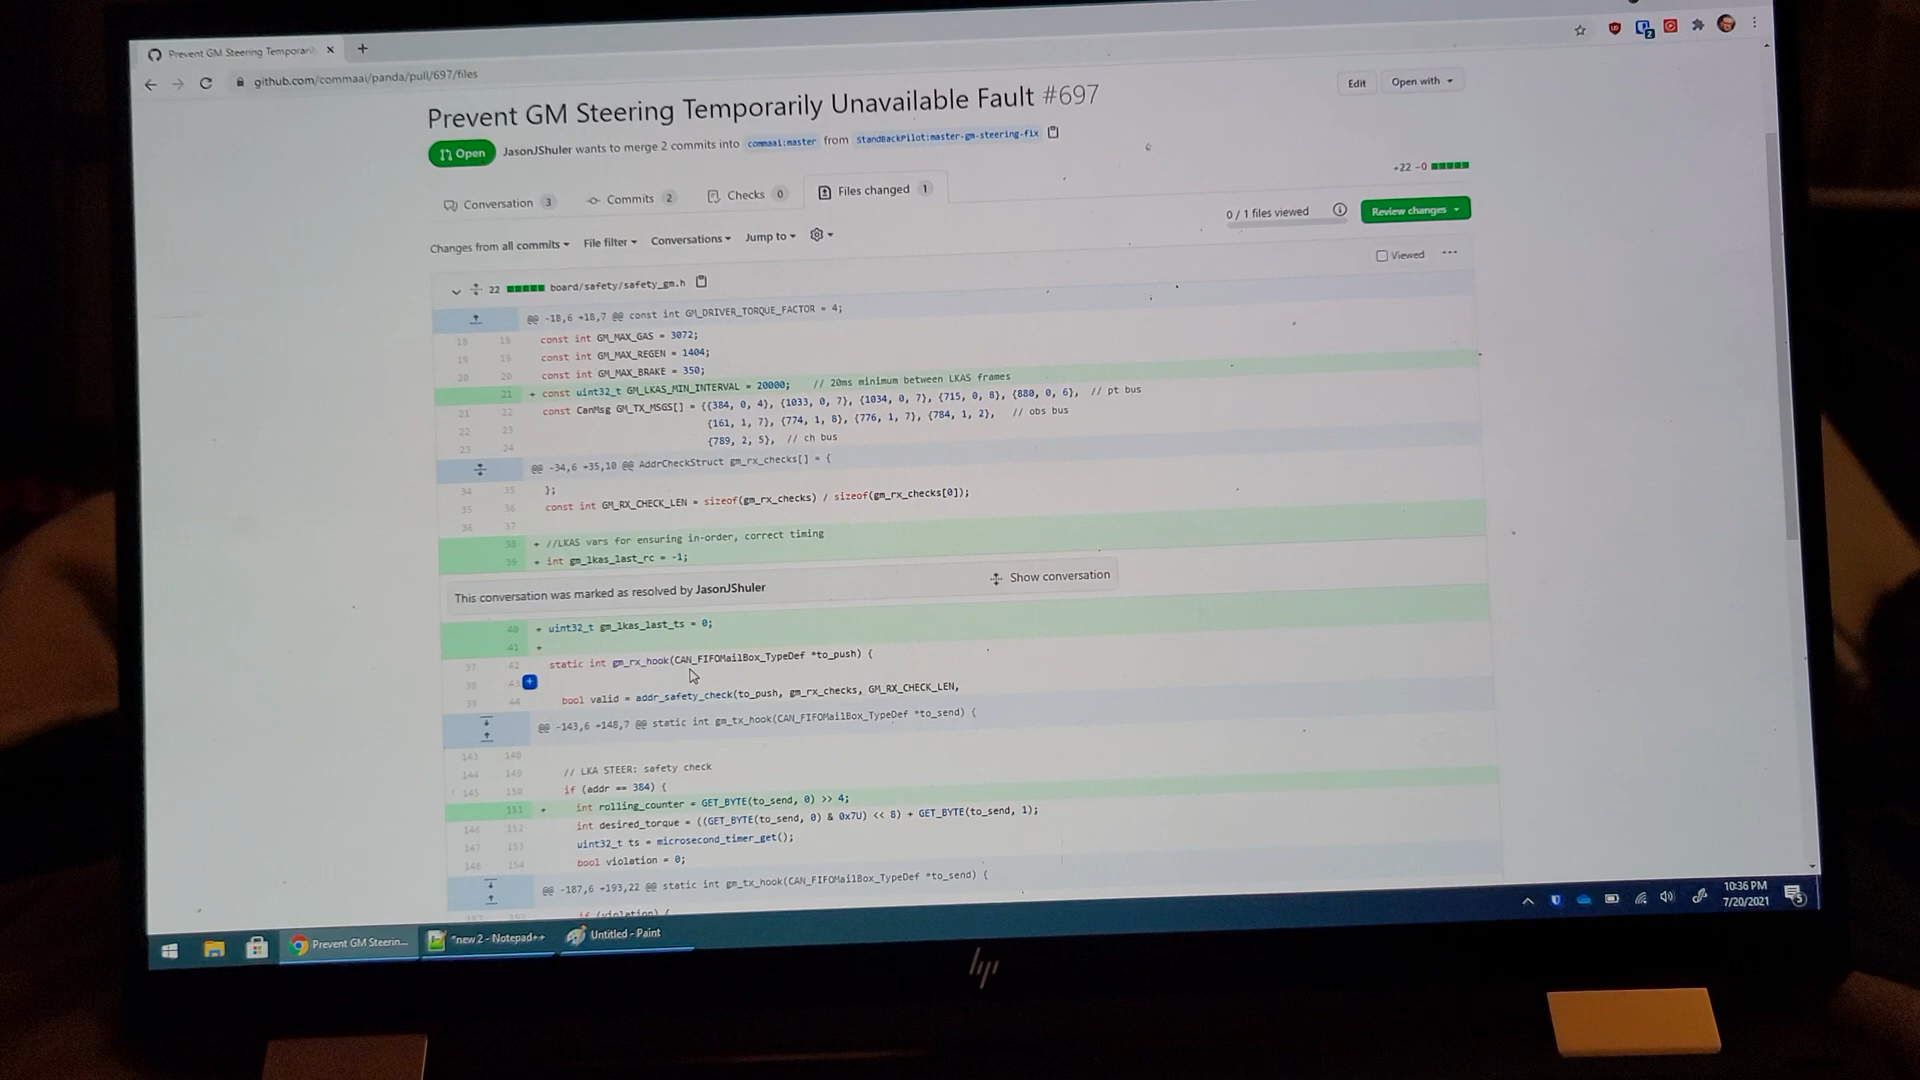 Prevent GM Steering Temporaril
github.com/commaai/panda/pull/697/files
Prevent GM Steering Temporarily Unavailable Fault #697
Edit
Open with
Open
JasonJShuler wants to merge 2 commits into commaai:master from StandBackPilot:master-gm-steering-fix
+22 −0
Conversation 3
Commits 2
Checks 0
Files changed 1
0 / 1 files viewed
Review changes
Changes from all commits
File filter
Conversations
Jump to
22 board/safety/safety_gm.h
Viewed
@@ -18,6 +18,7 @@ const int GM_DRIVER_TORQUE_FACTOR = 4;
18 18 const int GM_MAX_GAS = 3072;
19 19 const int GM_MAX_REGEN = 1404;
20 20 const int GM_MAX_BRAKE = 350;
21 + const uint32_t GM_LKAS_MIN_INTERVAL = 20000; // 20ms minimum between LKAS frames
21 22 const CanMsg GM_TX_MSGS[] = {{384, 0, 4}, {1033, 0, 7}, {1034, 0, 7}, {715, 0, 8}, {880, 0, 6}, // pt bus
22 23 {161, 1, 7}, {774, 1, 8}, {776, 1, 7}, {784, 1, 2}, // obs bus
23 24 {789, 2, 5}, // ch bus
@@ -34,6 +35,10 @@ AddrCheckStruct gm_rx_checks[] = {
34 35 };
35 36 const int GM_RX_CHECK_LEN = sizeof(gm_rx_checks) / sizeof(gm_rx_checks[0]);
36 37
38 + //LKAS vars for ensuring in-order, correct timing
39 + int gm_lkas_last_rc = -1;
This conversation was marked as resolved by JasonJShuler
Show conversation
40 + uint32_t gm_lkas_last_ts = 0;
41 +
37 42 static int gm_rx_hook(CAN_FIFOMailBox_TypeDef *to_push) {
38 43
39 44 bool valid = addr_safety_check(to_push, gm_rx_checks, GM_RX_CHECK_LEN,
@@ -143,6 +148,7 @@ static int gm_tx_hook(CAN_FIFOMailBox_TypeDef *to_send) {
143 148
144 149 // LKA STEER: safety check
145 150 if (addr == 384) {
151 + int rolling_counter = GET_BYTE(to_send, 0) >> 4;
146 152 int desired_torque = ((GET_BYTE(to_send, 0) & 0x7U) << 8) + GET_BYTE(to_send, 1);
147 153 uint32_t ts = microsecond_timer_get();
148 154 bool violation = 0;
@@ -187,6 +193,22 @@ static int gm_tx_hook(CAN_FIFOMailBox_TypeDef *to_send) {
if (violation) {
Prevent GM Steerin...
*new 2 - Notepad++
Untitled - Paint
10:36 PM
7/20/2021
5
hp